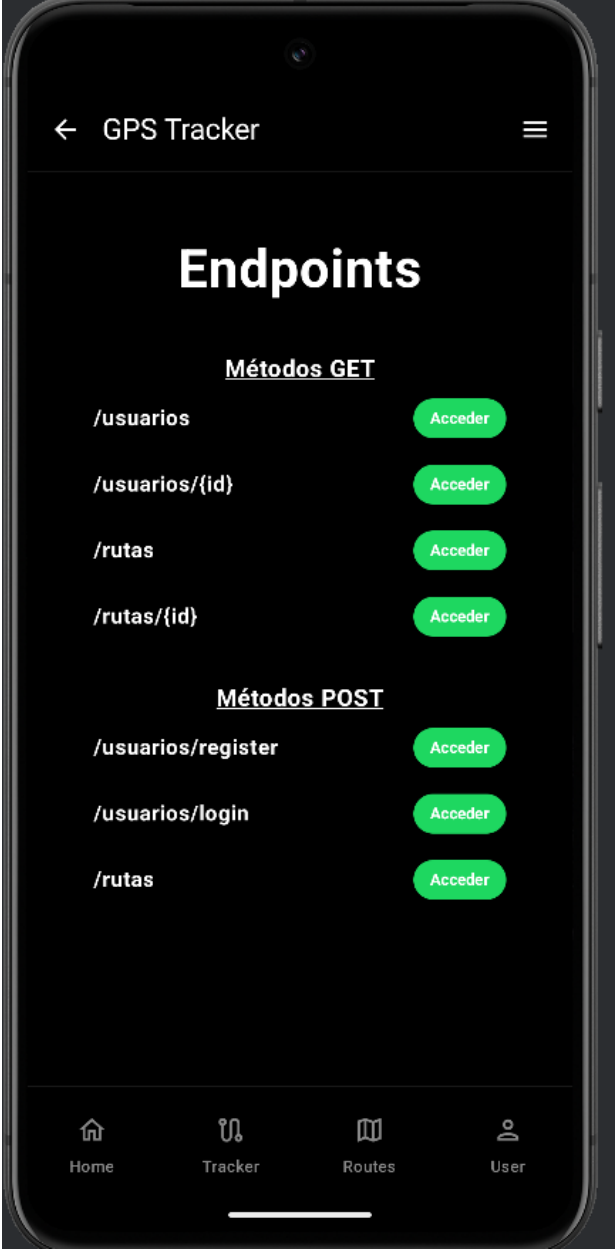 GPS Tracker
Endpoints
Métodos GET
/usuarios
Acceder
/usuarios/{id}
Acceder
/rutas
Acceder
/rutas/{id}
Acceder
Métodos POST
/usuarios/register
Acceder
/usuarios/login
Acceder
/rutas
Acceder
Home
Tracker
Routes
User